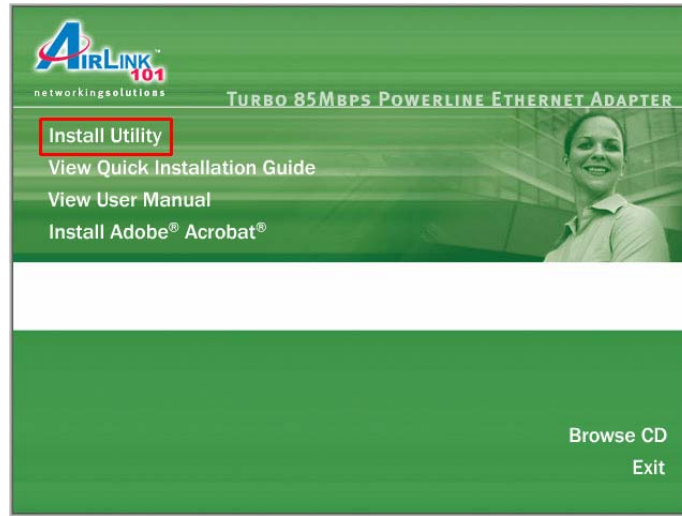 AIRLINK™
101
networkingsolutions
TURBO 85MBPS POWERLINE ETHERNET ADAPTER
Install Utility
View Quick Installation Guide
View User Manual
Install Adobe® Acrobat®
Browse CD
Exit